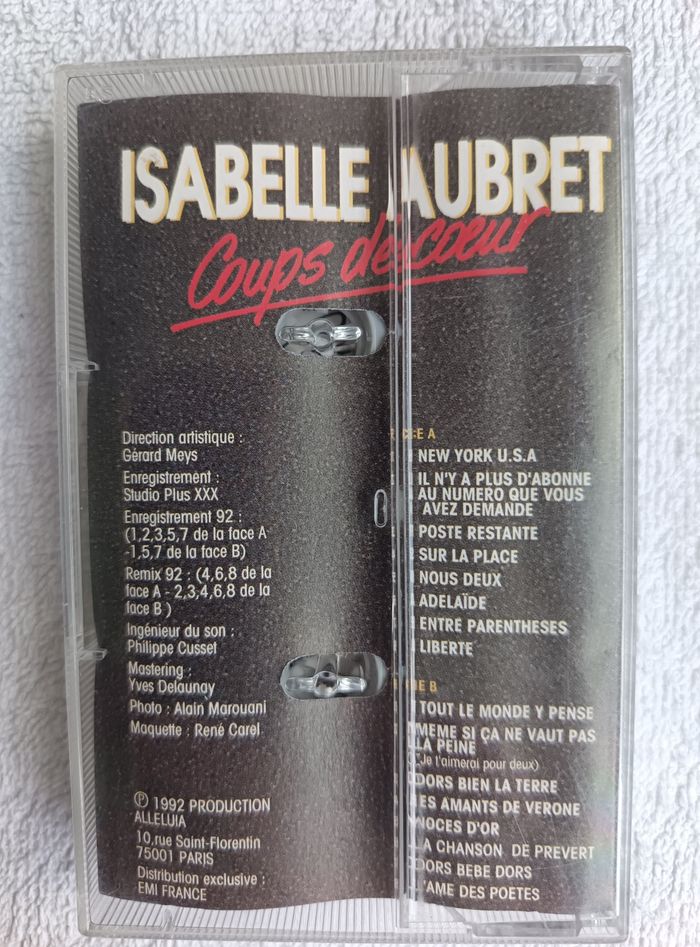 ISABELLE AUBRET
Coups de coeur
Direction artistique :
Gérard Meys
Enregistrement :
Studio Plus XXX
Enregistrement 92 :
(1,2,3,5,7 de la face A
-1,5,7 de la face B)
Remix 92 : (4,6,8 de la
face A - 2,3,4,6,8 de la
face B )
Ingénieur du son :
Philippe Cusset
Mastering :
Yves Delaunay
Photo : Alain Marouani
Maquette : René Carel
℗ 1992 PRODUCTION
ALLELUIA
10,rue Saint-Florentin
75001 PARIS
Distribution exclusive :
EMI FRANCE
A
NEW YORK U.S.A
IL N'Y A PLUS D'ABONNE
AU NUMERO QUE VOUS
AVEZ DEMANDE
POSTE RESTANTE
SUR LA PLACE
NOUS DEUX
ADELAÏDE
ENTRE PARENTHESES
LIBERTE
B
TOUT LE MONDE Y PENSE
MEME SI ÇA NE VAUT PAS
LA PEINE
(Je t'aimerai pour deux)
DORS BIEN LA TERRE
LES AMANTS DE VERONE
NOCES D'OR
LA CHANSON DE PREVERT
DORS BEBE DORS
L'AME DES POETES